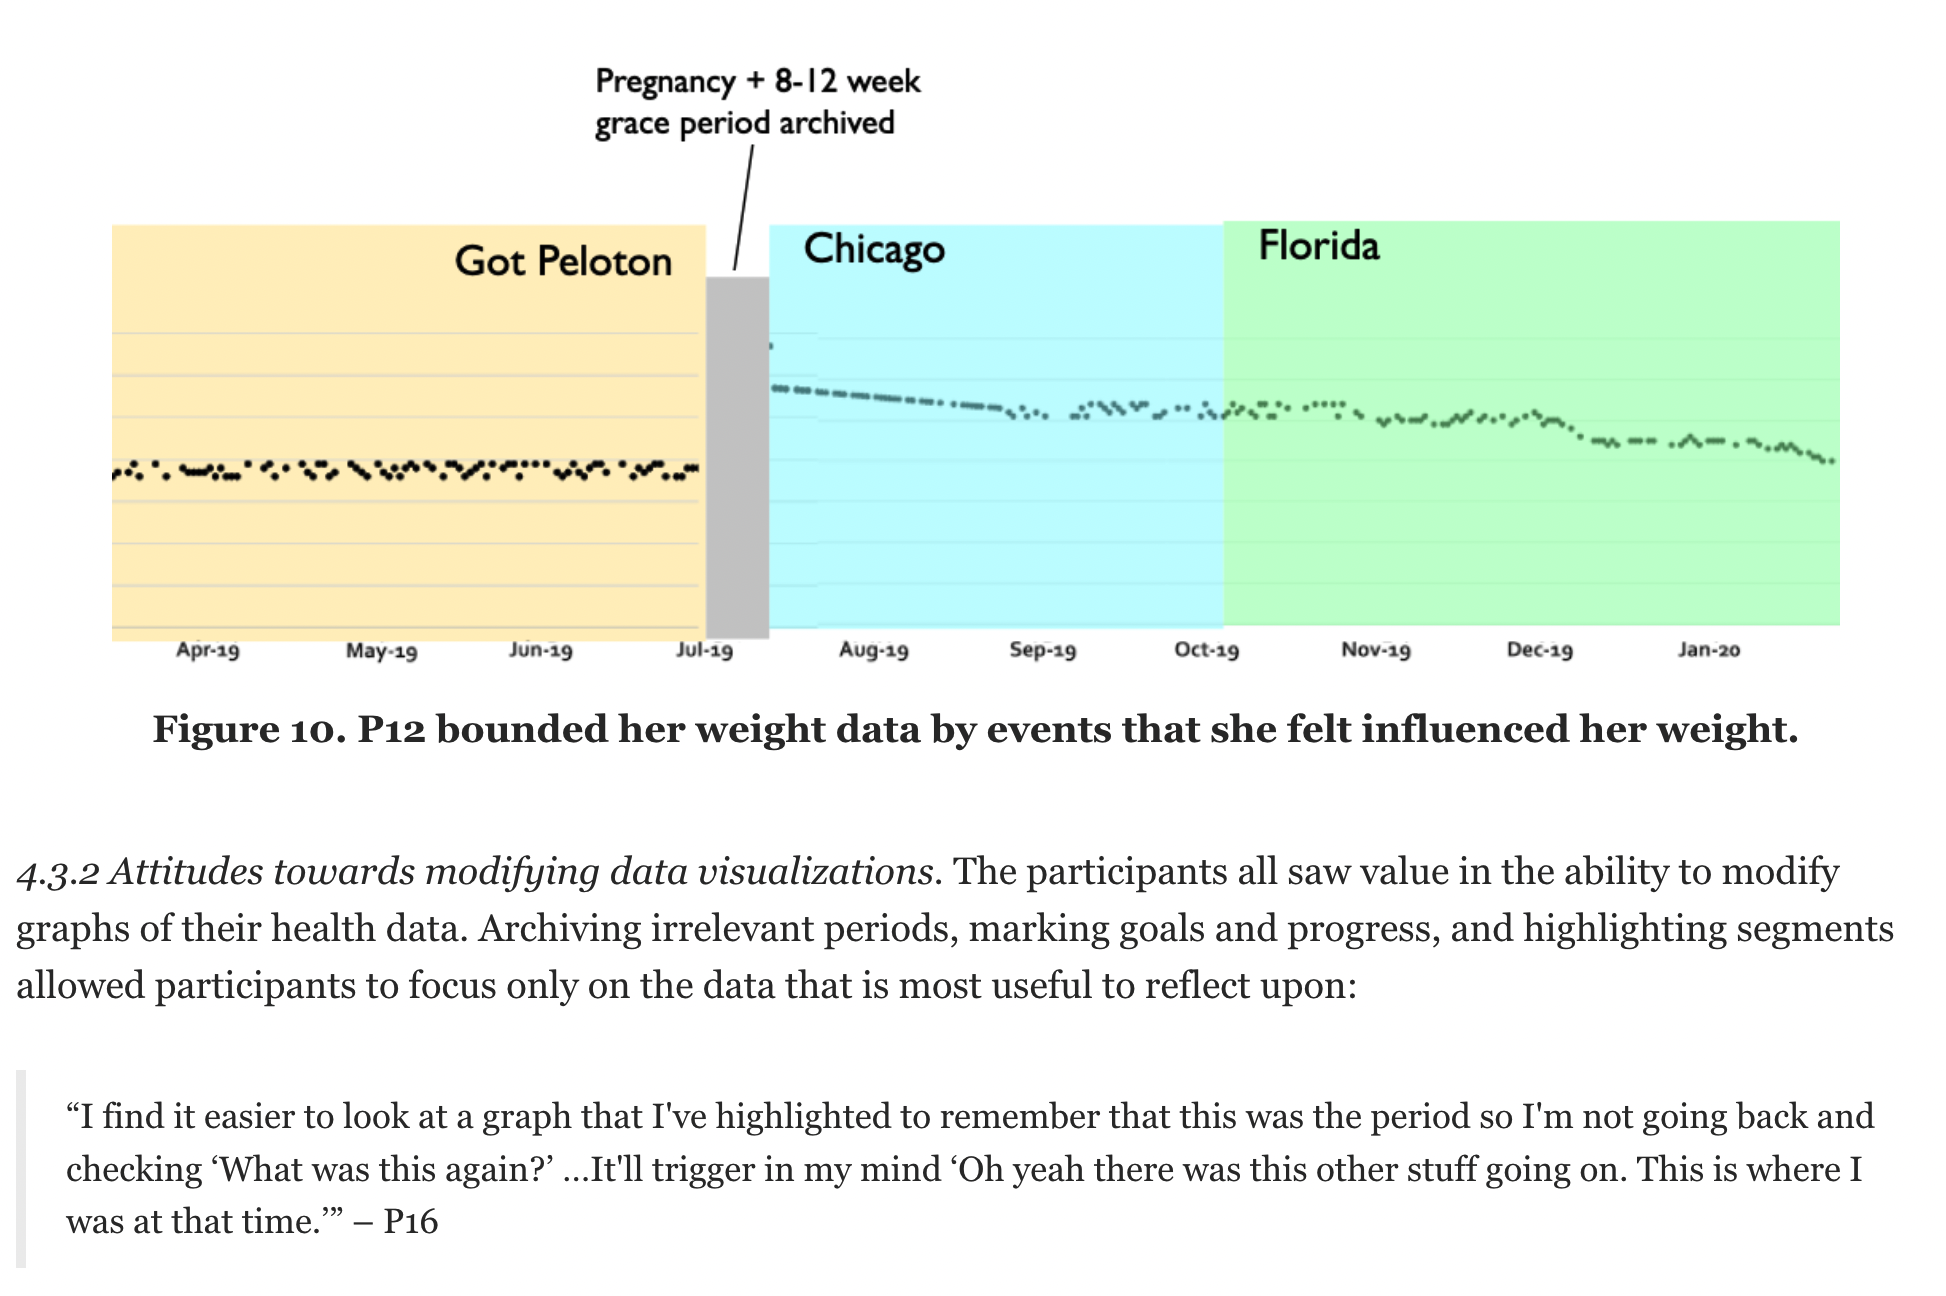 Pregnancy + 8-12 week
grace period archived
Got Peloton
Chicago
Florida
Apr-19
May-19
Jun-19
Jul-19
Aug-19
Sep-19
Oct-19
Nov-19
Dec-19
Jan-20
Figure 10. P12 bounded her weight data by events that she felt influenced her weight.
4.3.2 Attitudes towards modifying data visualizations. The participants all saw value in the ability to modify
graphs of their health data. Archiving irrelevant periods, marking goals and progress, and highlighting segments
allowed participants to focus only on the data that is most useful to reflect upon:
“I find it easier to look at a graph that I've highlighted to remember that this was the period so I'm not going back and
checking ‘What was this again?’ ...It'll trigger in my mind ‘Oh yeah there was this other stuff going on. This is where I
was at that time.’” – P16